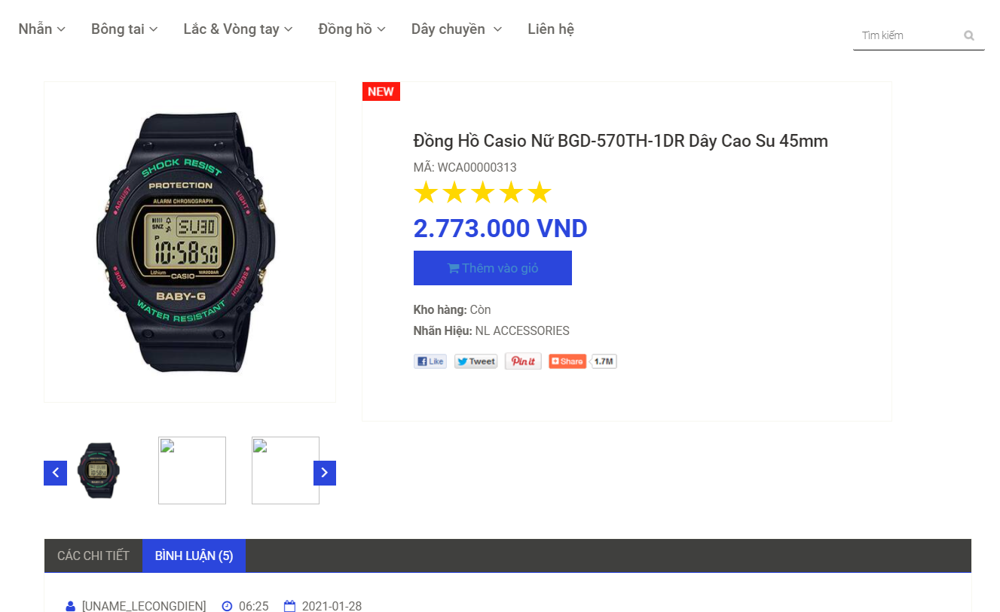 Nhẫn Bông tai Lắc & Vòng tay Đồng hồ Dây chuyền Liên hệ
Tìm kiếm
NEW
SHOCK RESIST
PROTECTION
ADJUST
LIGHT
ALARM CHRONOGRAPH
SNZ
SU30
P
10:58 50
Lithium
WR200AR
CASIO
MODE
SEARCH
BABY-G
WATER RESISTANT
Đồng Hồ Casio Nữ BGD-570TH-1DR Dây Cao Su 45mm
MÃ: WCA00000313
2.773.000 VND
Thêm vào giỏ
Kho hàng: Còn
Nhãn Hiệu: NL ACCESSORIES
Like Tweet Pin it Share 1.7M
CÁC CHI TIẾT BÌNH LUẬN (5)
[UNAME_LECONGDIEN] 06:25 2021-01-28